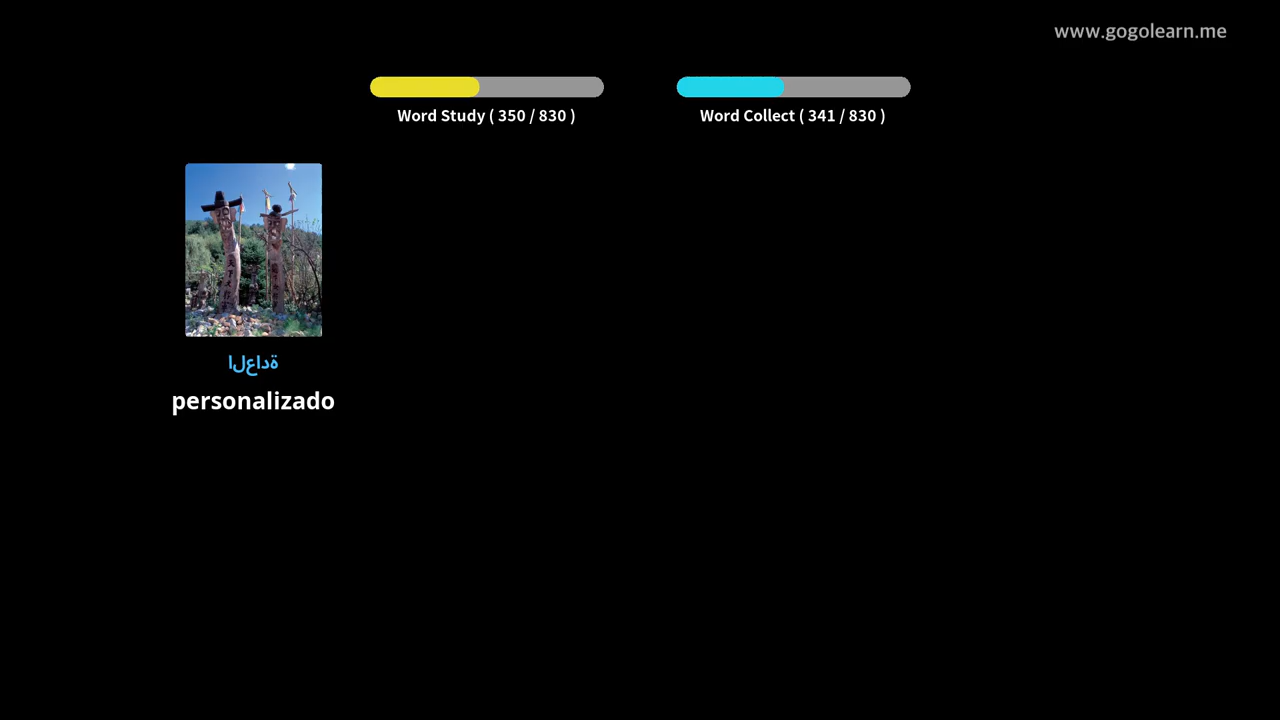 www.gogolearn.me
Word Study ( 350 / 830 )
Word Collect ( 341 / 830 )
العادة
personalizado